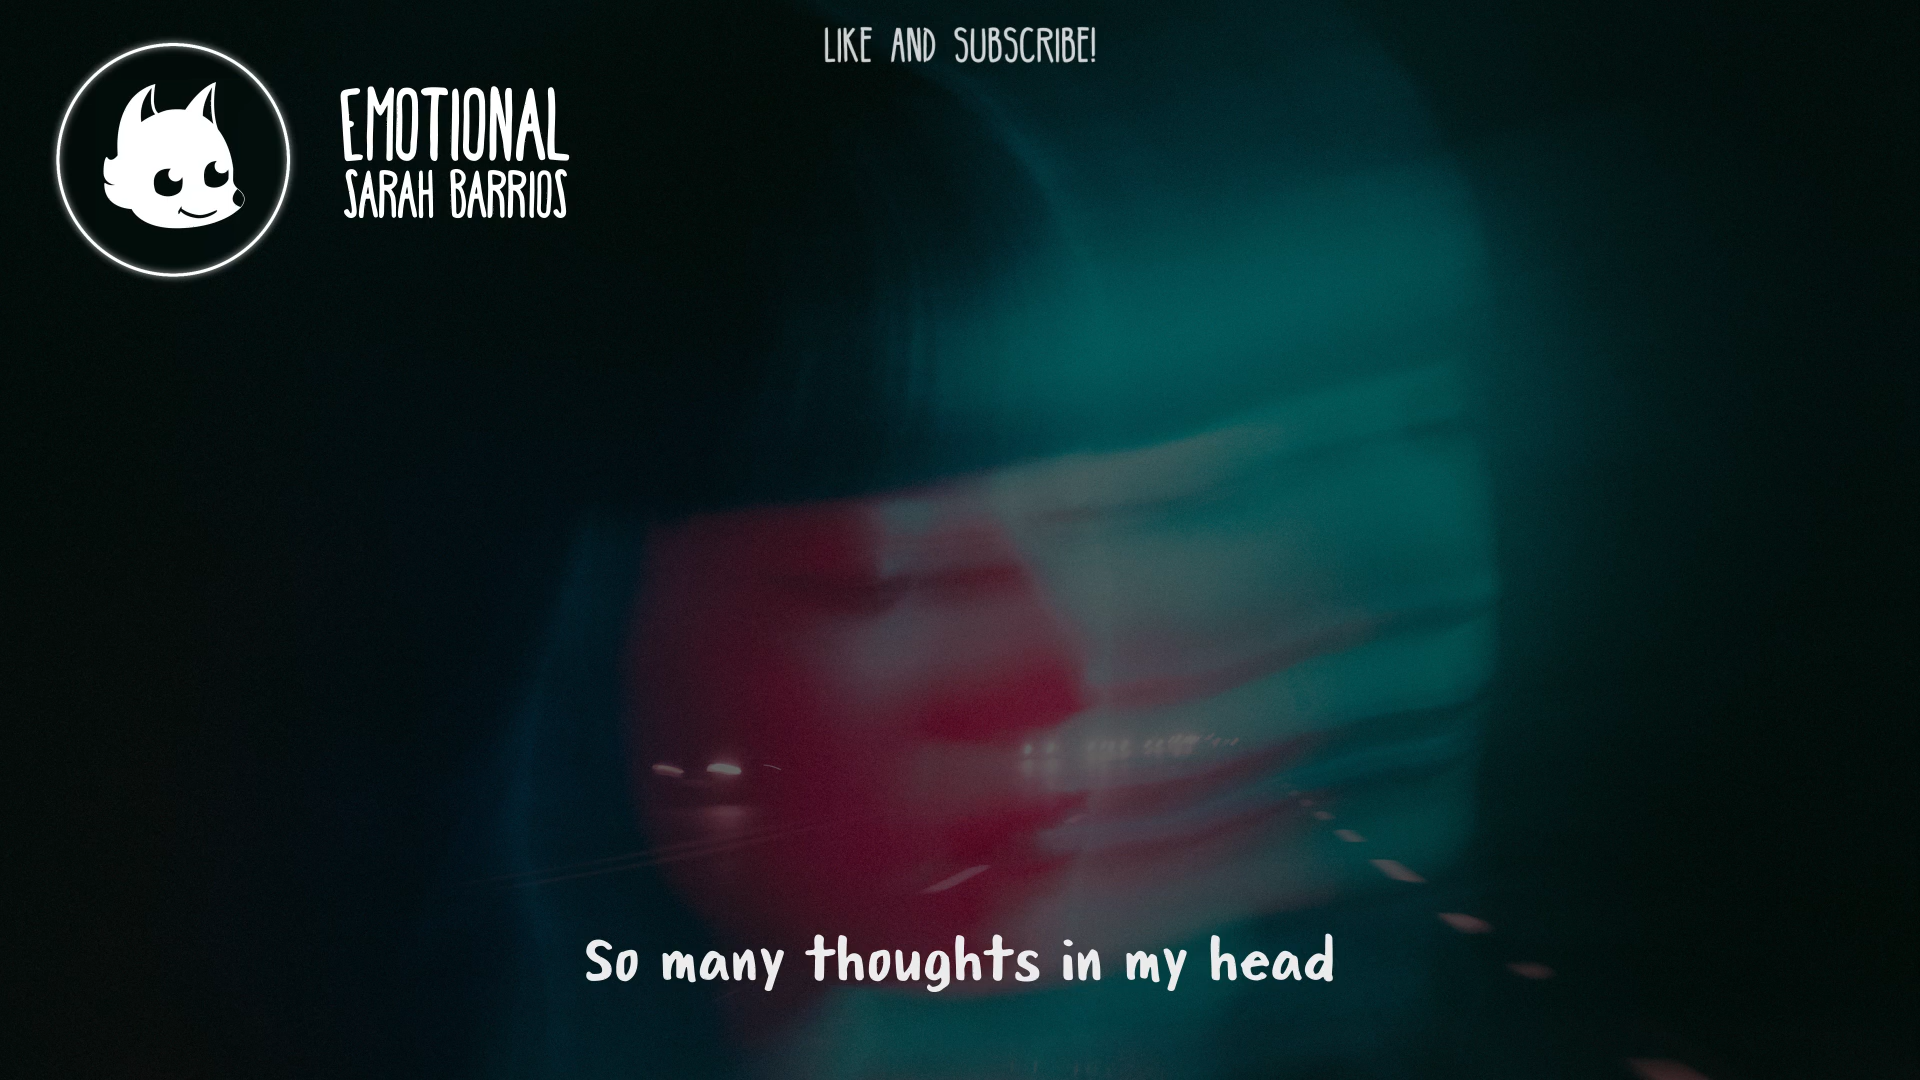 LIKE AND SUBSCRIBE!
EMOTIONAL
SARAH BARRIOS
So many thoughts in my head